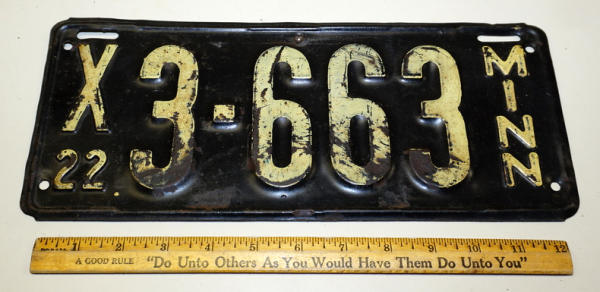 X 3-663 MINN
22
1 2 3 4 5 6 7 8 9 10 11 12
A GOOD RULE "Do Unto Others As You Would Have Them Do Unto You"